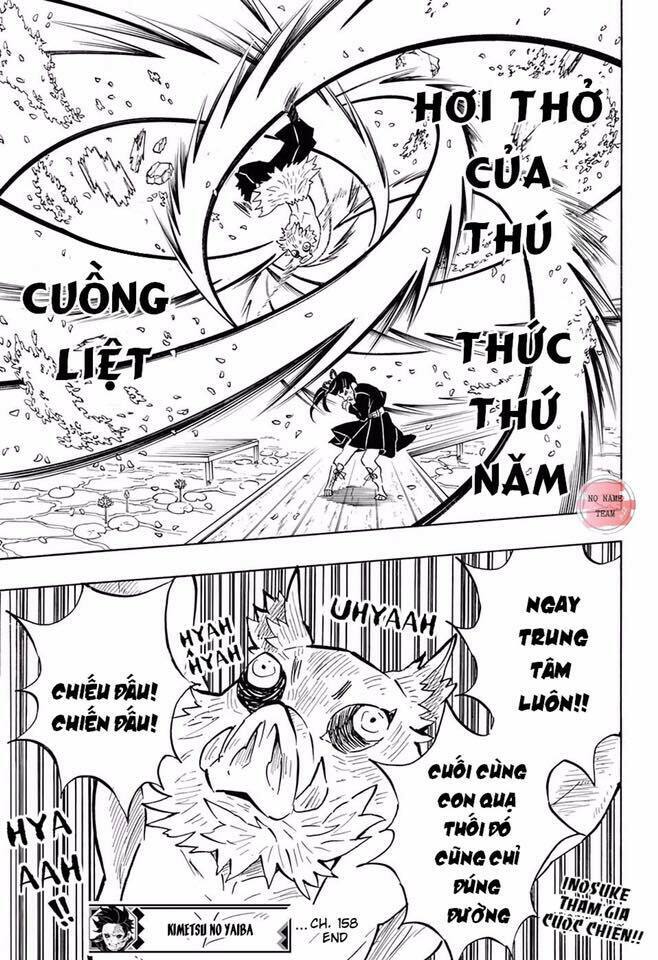 HƠI THỞ
CỦA
THÚ
THỨC
THỨ
NĂM
CUỒNG
LIỆT
NO NAME
TEAM
NGAY
TRUNG
TÂM
LUÔN!!
UHYAAH
HYAH
HYAH
CHIẾU ĐẤU!
CHIẾN ĐẤU!
CUỐI CÙNG
CON QUẠ
THỐI ĐÓ
CŨNG CHỈ
ĐÚNG
ĐƯỜNG
HYA
AAH
!!
INOSUKE
THAM GIA
CUỘC CHIẾN!!
KIMETSU NO YAIBA
...CH. 158
END